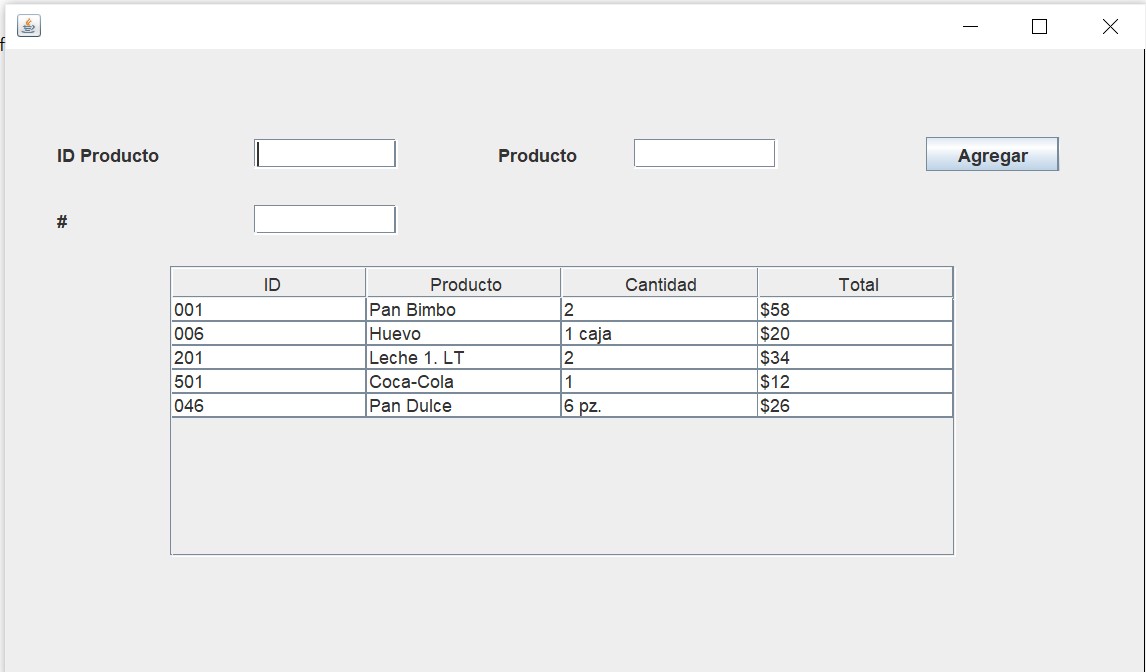 ID Producto Producto Agregar
#
ID Producto Cantidad Total
001 Pan Bimbo 2 $58
006 Huevo 1 caja $20
201 Leche 1. LT 2 $34
501 Coca-Cola 1 $12
046 Pan Dulce 6 pz. $26